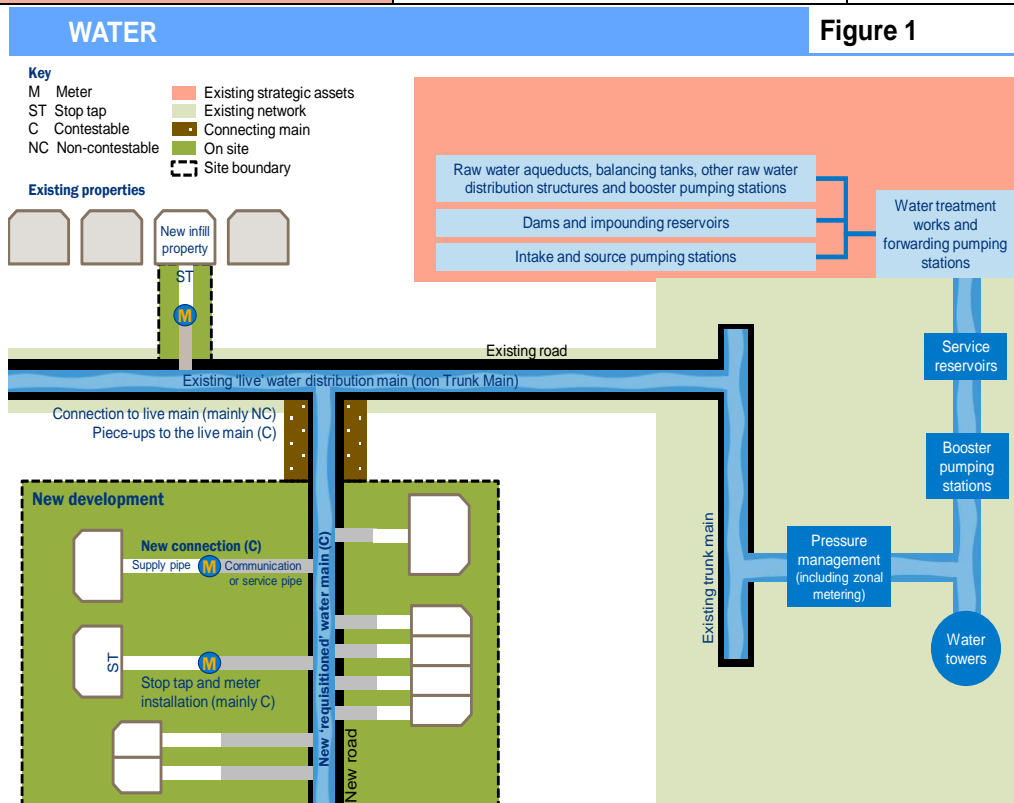 WATER
Figure 1
Key
M Meter
ST Stop tap
C Contestable
NC Non-contestable
Existing strategic assets
Existing network
Connecting main
On site
Site boundary
Existing properties
New infill
property
ST
M
Raw water aqueducts, balancing tanks, other raw water
distribution structures and booster pumping stations
Dams and impounding reservoirs
Intake and source pumping stations
Water treatment
works and
forwarding pumping
stations
Existing road
Existing 'live' water distribution main (non Trunk Main)
Service
reservoirs
Connection to live main (mainly NC)
Piece-ups to the live main (C)
Booster
pumping
stations
New development
New connection (C)
Supply pipe
M
Communication
or service pipe
ST
M
Stop tap and meter
installation (mainly C)
New 'requisitioned' water main (C)
New road
Existing trunk main
Pressure
management
(including zonal
metering)
Water
towers